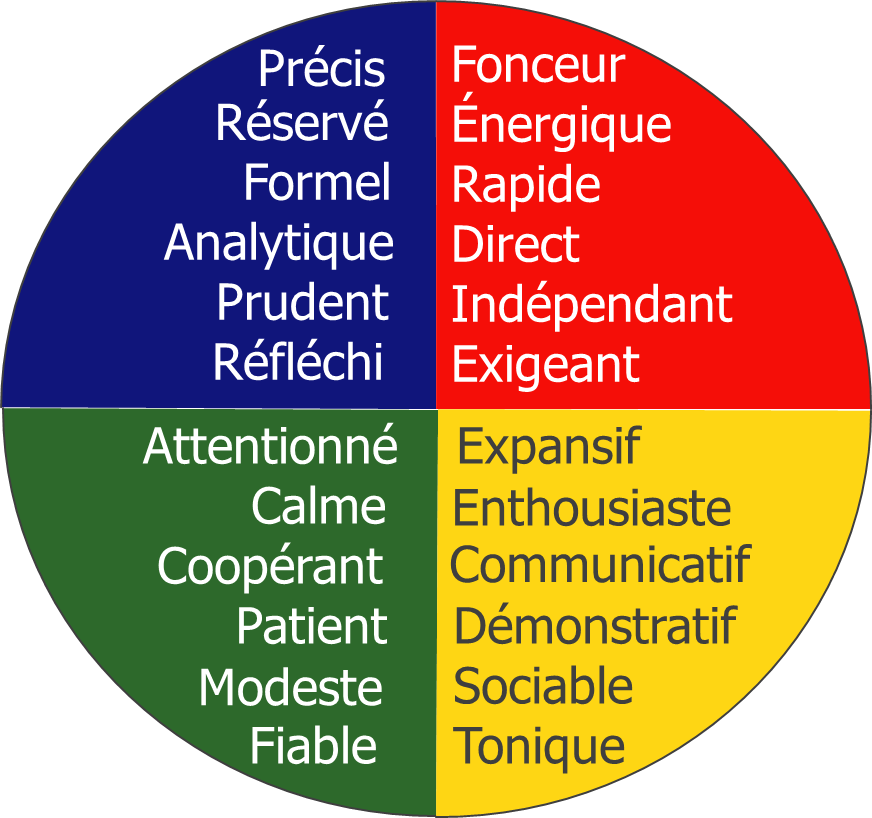 Précis
Réservé
Formel
Analytique
Prudent
Réfléchi
Fonceur
Énergique
Rapide
Direct
Indépendant
Exigeant
Attentionné
Calme
Coopérant
Patient
Modeste
Fiable
Expansif
Enthousiaste
Communicatif
Démonstratif
Sociable
Tonique